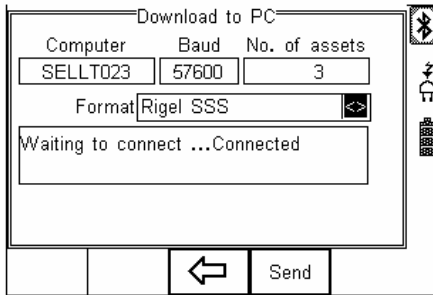 Download to PC
Computer Baud No. of assets
SELLT023 57600 3
Format Rigel SSS <>
Waiting to connect ...Connected
Send